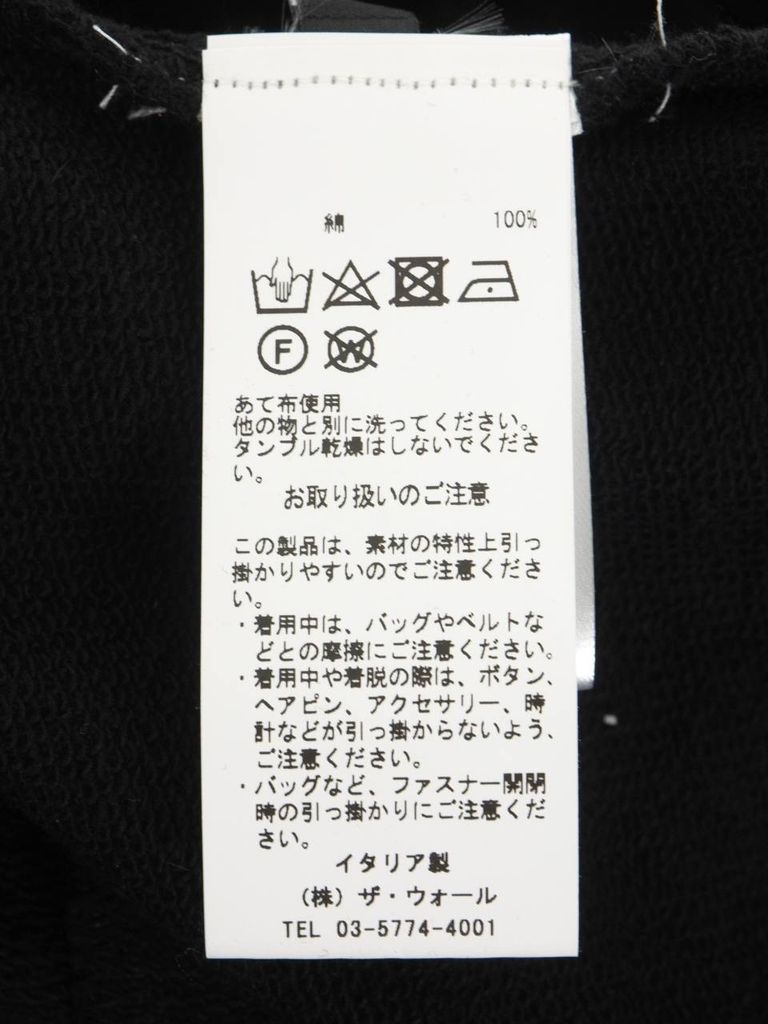 綿 100%
F W
あて布使用
他の物と別に洗ってください。
タンブル乾燥はしないでくださ
い。
お取り扱いのご注意
この製品は、素材の特性上引っ
掛かりやすいのでご注意くださ
い。
・着用中は、バッグやベルトな
どとの摩擦にご注意ください。
・着用中や着脱の際は、ボタン、
ヘアピン、アクセサリー、時
計などが引っ掛からないよう、
ご注意ください。
・バッグなど、ファスナー開閉
時の引っ掛かりにご注意くだ
さい。
イタリア製
(株) ザ・ウォール
TEL 03-5774-4001